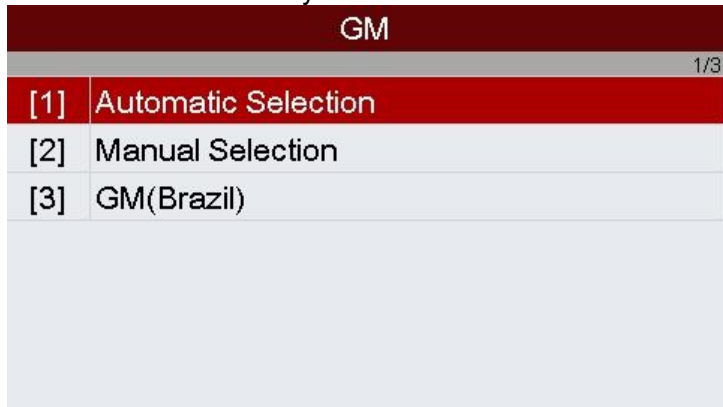 GM
1/3
[1] Automatic Selection
[2] Manual Selection
[3] GM(Brazil)